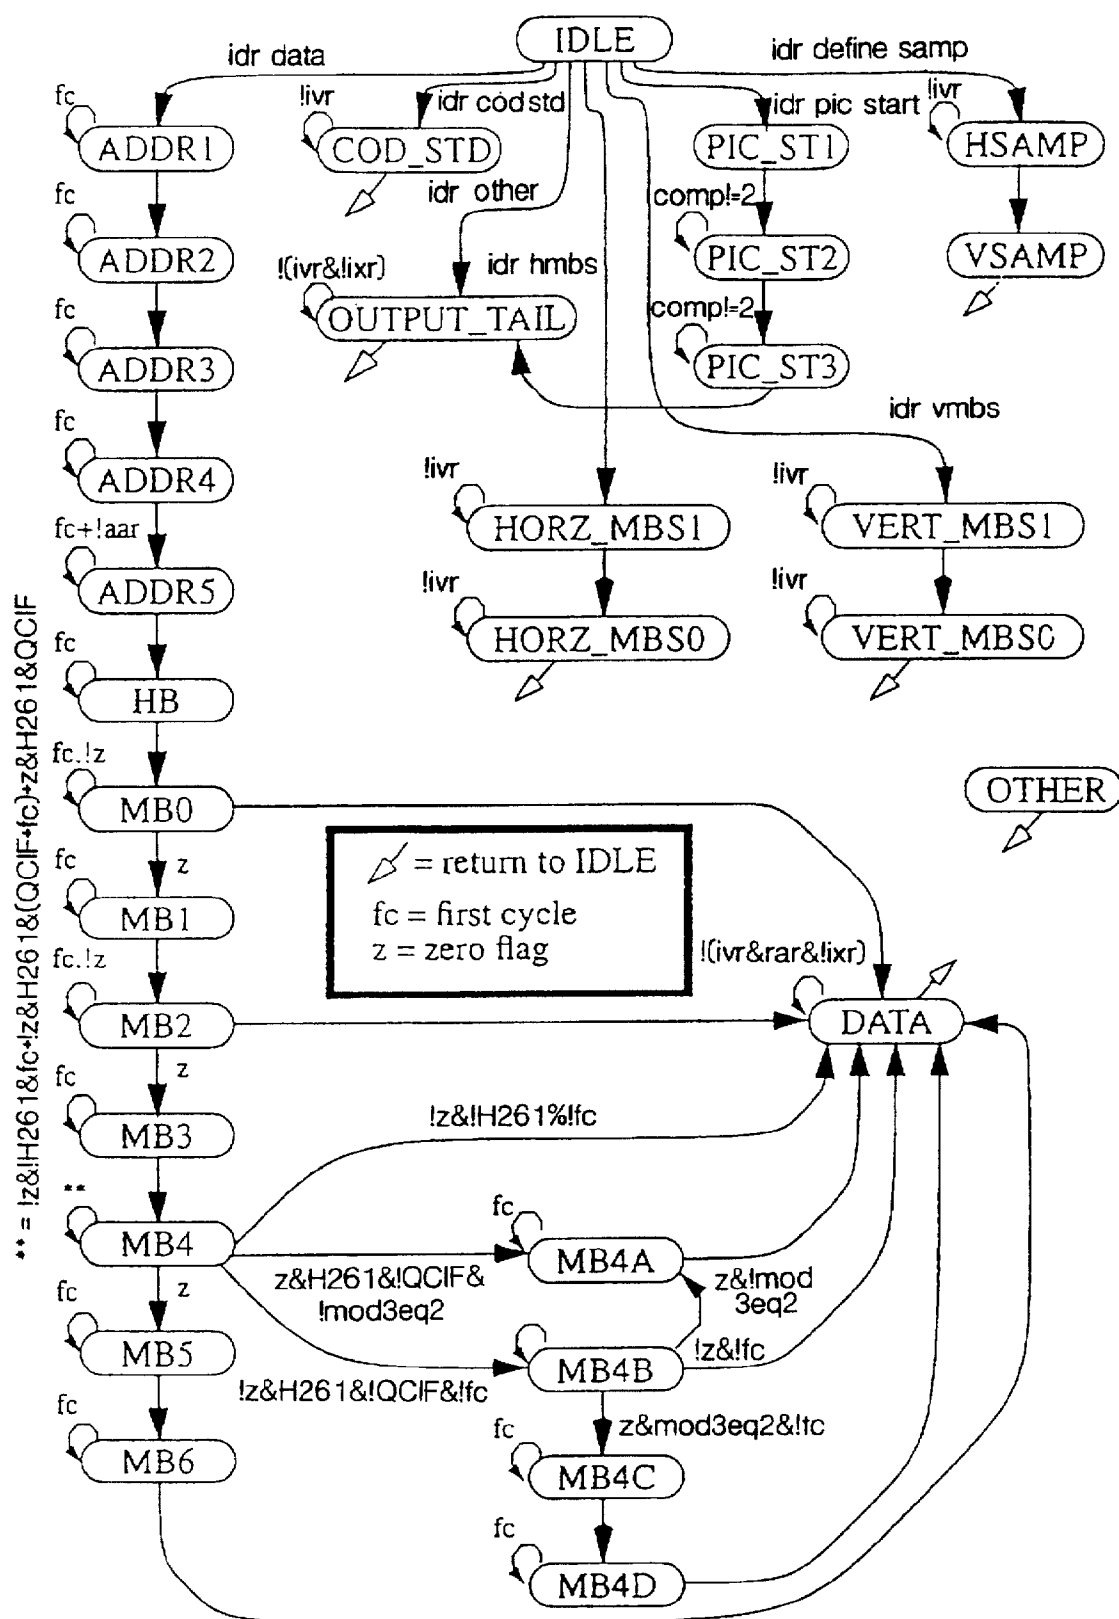 IDLE
idr data
idr define samp
fc
!ivr
idr codstd
idr pic start
!ivr
ADDR1
COD_STD
PIC_ST1
HSAMP
fc
idr other
comp!=2
ADDR2
PIC_ST2
VSAMP
!(ivr&!ixr)
idr hmbs
fc
OUTPUT_TAIL
comp!=2
ADDR3
PIC_ST3
fc
idr vmbs
ADDR4
!ivr
!ivr
fc+!aar
HORZ_MBS1
VERT_MBS1
ADDR5
!ivr
!ivr
fc
HORZ_MBS0
VERT_MBS0
HB
fc.!z
MB0
OTHER
fc
z
= return to IDLE
fc = first cycle
z = zero flag
MB1
fc.!z
!(ivr&rar&!ixr)
MB2
DATA
fc
z
MB3
!z&!H261%!fc
**
MB4
fc
MB4A
z&H261&!QCIF&
!mod3eq2
z&!mod
3eq2
fc
z
MB5
!z&!fc
MB4B
!z&H261&!QCIF&!fc
fc
z&mod3eq2&!fc
MB6
fc
MB4C
fc
MB4D
** = !z&!H261&fc+!z&H261&(QCIF+fc)+z&H261&QCIF